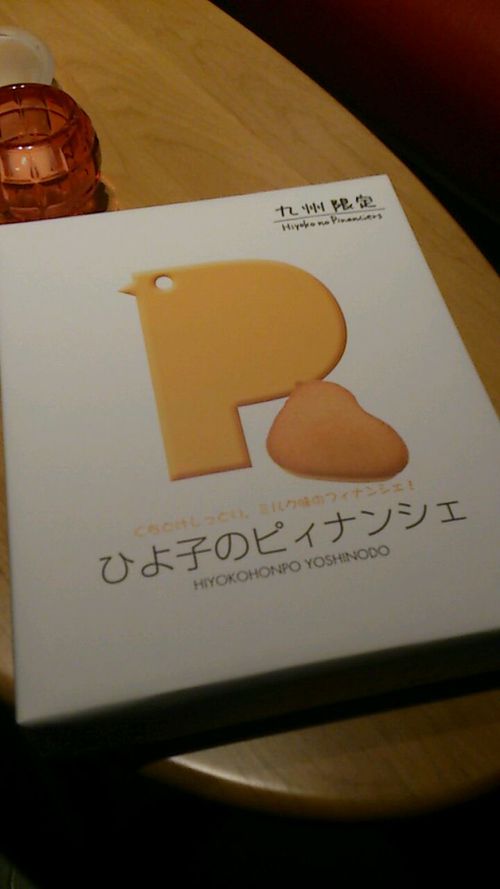 九州限定
Hiyoko no Pinanciers
P
くちどけしっとり、ミルク味のフィナンシェ!
ひよ子のピィナンシェ
HIYOKOHONPO YOSHINODO